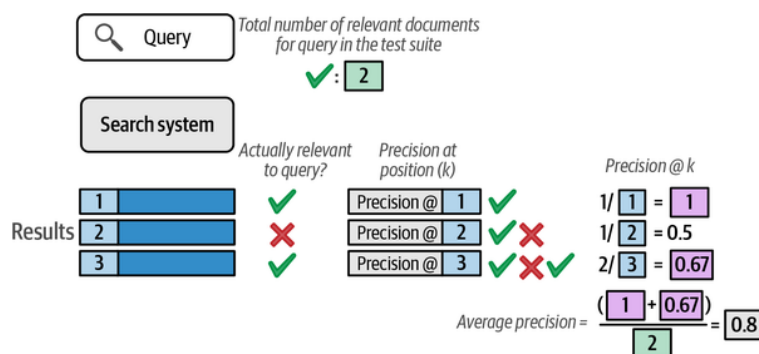 Query
Total number of relevant documents
for query in the test suite
: 2
Search system
Actually relevant
to query?
Precision at
position (k)
Precision @ k
1
Precision @ 1
1/ 1 = 1
Results
2
Precision @ 2
1/ 2 = 0.5
3
Precision @ 3
2/ 3 = 0.67
Average precision =
( 1 + 0.67 )
2
= 0.8